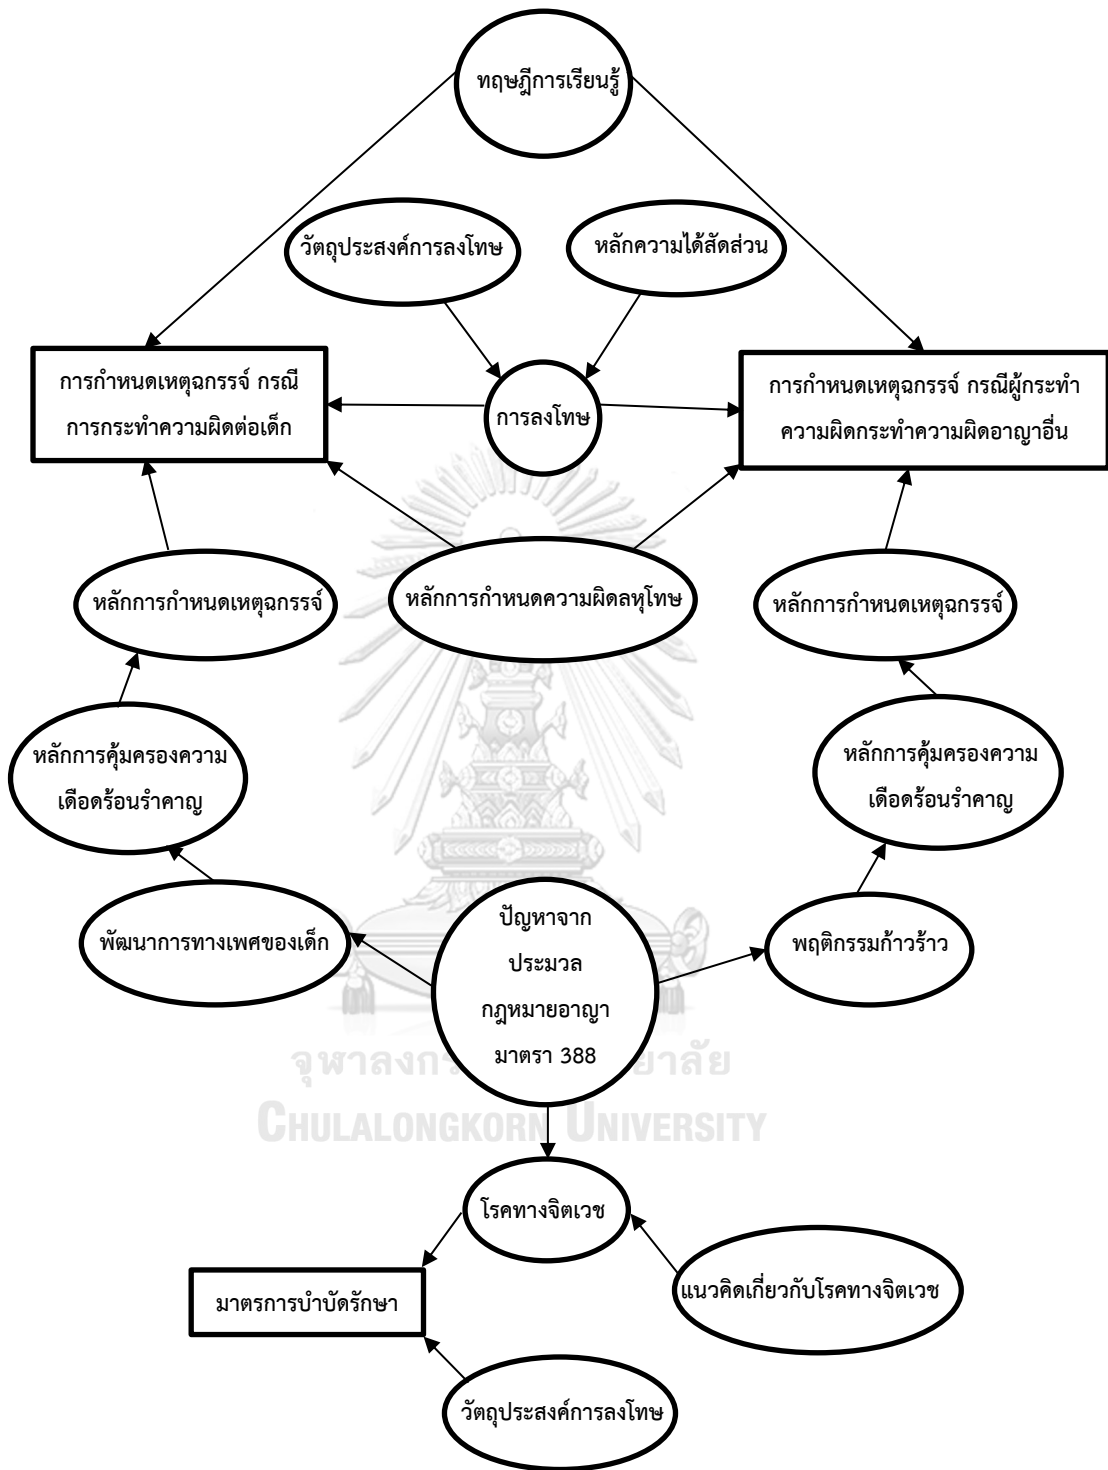 ทฤษฎีการเรียนรู้
วัตถุประสงค์การลงโทษ
หลักความได้สัดส่วน
การกำหนดเหตุฉกรรจ์ กรณี
การกระทำความผิดต่อเด็ก
การลงโทษ
การกำหนดเหตุฉกรรจ์ กรณีผู้กระทำ
ความผิดกระทำความผิดอาญาอื่น
หลักการกำหนดเหตุฉกรรจ์
หลักการกำหนดความผิดลหุโทษ
หลักการกำหนดเหตุฉกรรจ์
หลักการคุ้มครองความ
เดือดร้อนรำคาญ
หลักการคุ้มครองความ
เดือดร้อนรำคาญ
พัฒนาการทางเพศของเด็ก
ปัญหาจาก
ประมวล
กฎหมายอาญา
มาตรา 388
พฤติกรรมก้าวร้าว
จุฬาลงกร ยาลัย
CHULALONGKORN UNIVERSITY
โรคทางจิตเวช
มาตรการบำบัดรักษา
แนวคิดเกี่ยวกับโรคทางจิตเวช
วัตถุประสงค์การลงโทษ